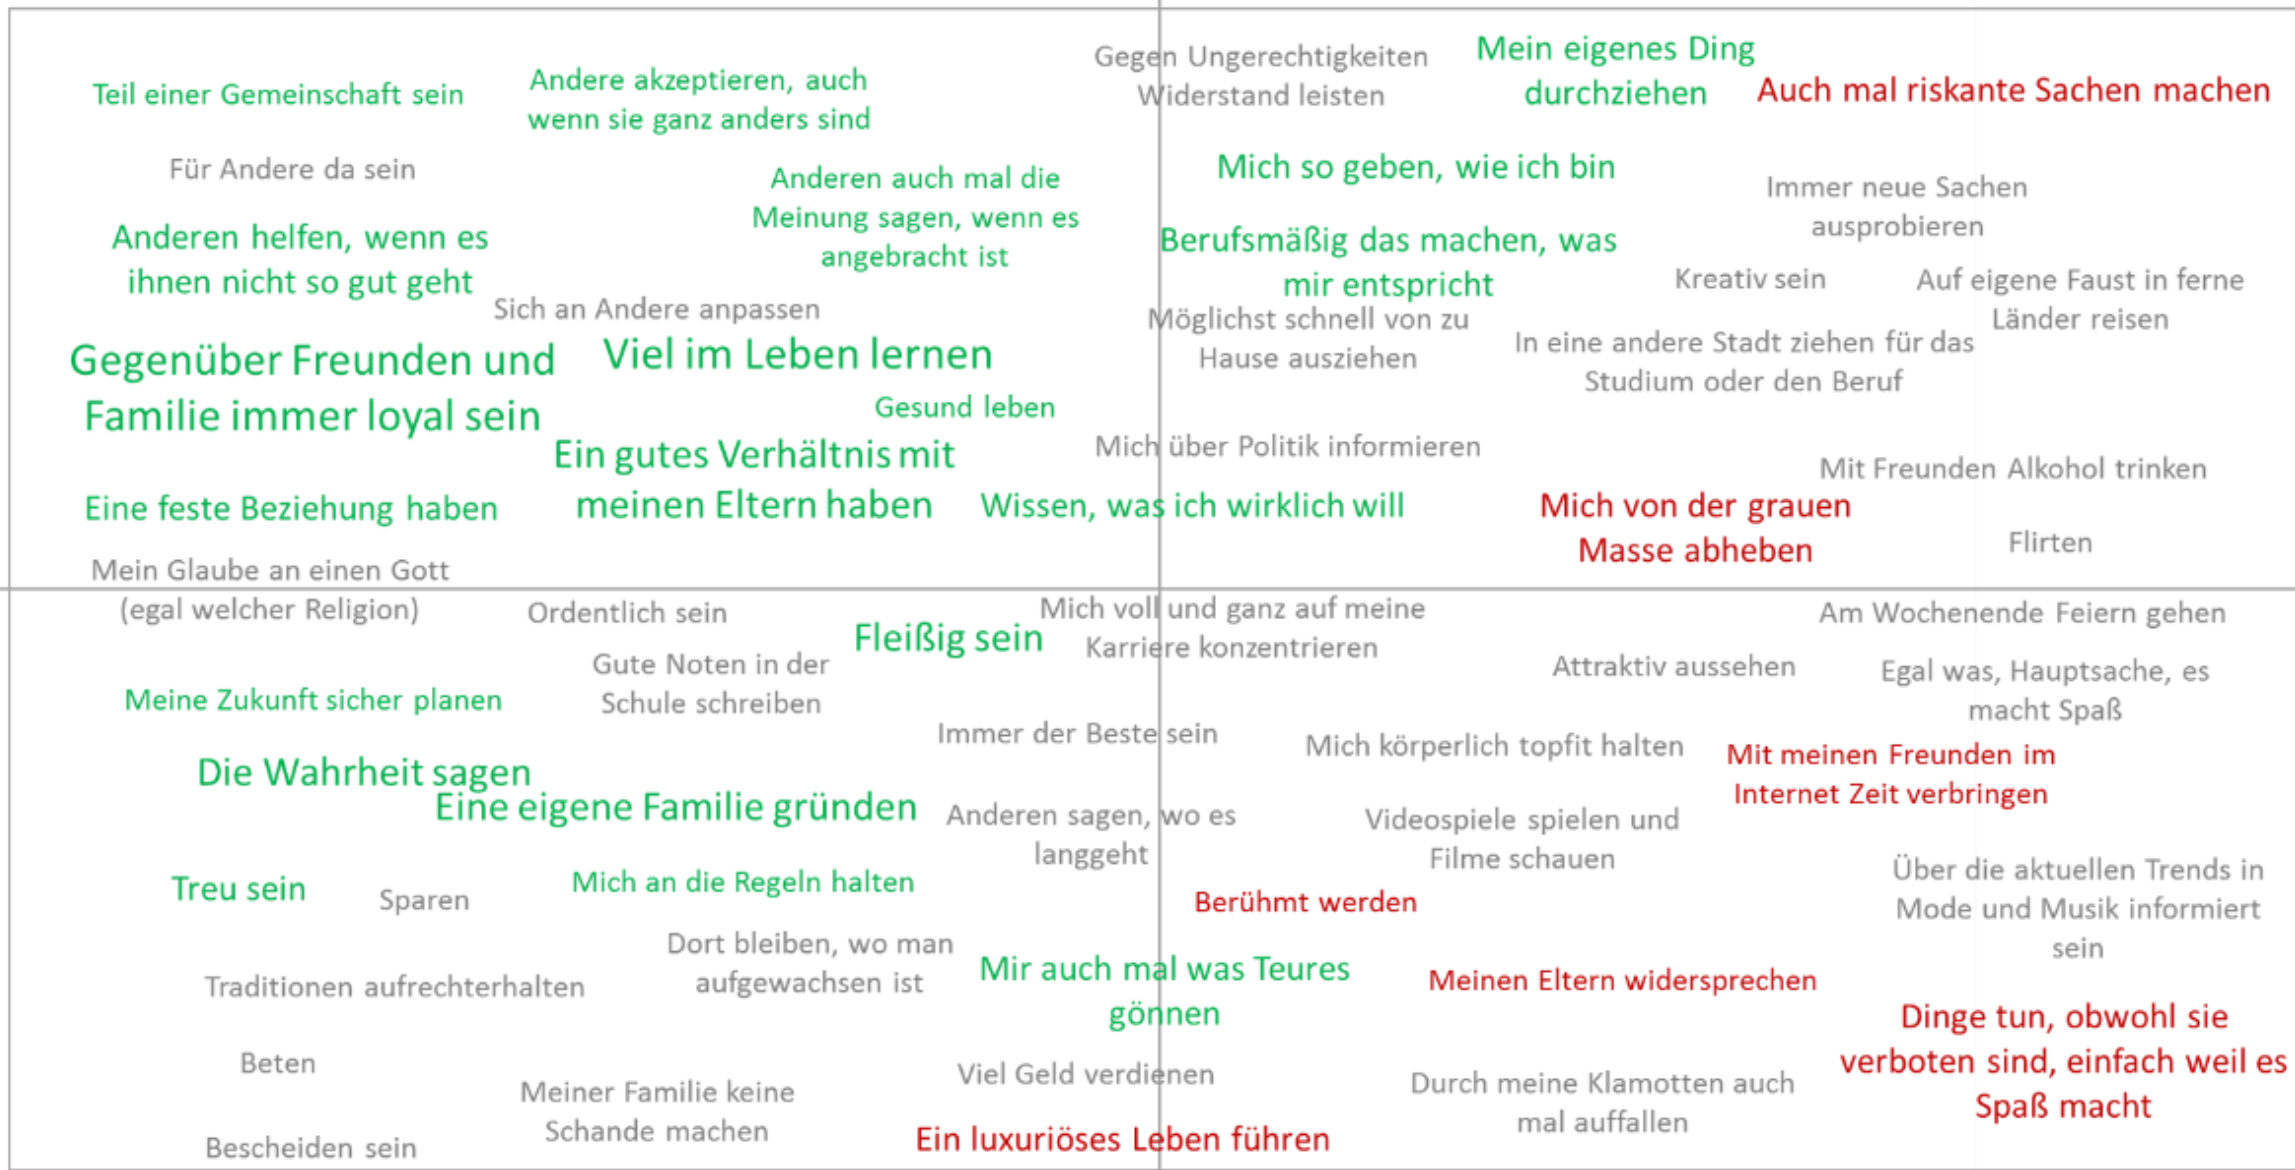 Teil einer Gemeinschaft sein
Andere akzeptieren, auch
wenn sie ganz anders sind
Gegen Ungerechtigkeiten
Widerstand leisten
Mein eigenes Ding
durchziehen
Auch mal riskante Sachen machen
Für Andere da sein
Anderen auch mal die
Meinung sagen, wenn es
angebracht ist
Mich so geben, wie ich bin
Immer neue Sachen
ausprobieren
Anderen helfen, wenn es
ihnen nicht so gut geht
Berufsmäßig das machen, was
mir entspricht
Kreativ sein
Auf eigene Faust in ferne
Länder reisen
Sich an Andere anpassen
Möglichst schnell von zu
Hause ausziehen
In eine andere Stadt ziehen für das
Studium oder den Beruf
Gegenüber Freunden und
Familie immer loyal sein
Viel im Leben lernen
Gesund leben
Ein gutes Verhältnis mit
meinen Eltern haben
Mich über Politik informieren
Mit Freunden Alkohol trinken
Eine feste Beziehung haben
Wissen, was ich wirklich will
Mich von der grauen
Masse abheben
Flirten
Mein Glaube an einen Gott
(egal welcher Religion)
Ordentlich sein
Fleißig sein
Mich voll und ganz auf meine
Karriere konzentrieren
Am Wochenende Feiern gehen
Gute Noten in der
Schule schreiben
Attraktiv aussehen
Egal was, Hauptsache, es
macht Spaß
Meine Zukunft sicher planen
Immer der Beste sein
Mich körperlich topfit halten
Mit meinen Freunden im
Internet Zeit verbringen
Die Wahrheit sagen
Eine eigene Familie gründen
Anderen sagen, wo es
langgeht
Videospiele spielen und
Filme schauen
Treu sein
Sparen
Mich an die Regeln halten
Berühmt werden
Über die aktuellen Trends in
Mode und Musik informiert
sein
Traditionen aufrechterhalten
Dort bleiben, wo man
aufgewachsen ist
Mir auch mal was Teures
gönnen
Meinen Eltern widersprechen
Dinge tun, obwohl sie
verboten sind, einfach weil es
Spaß macht
Beten
Meiner Familie keine
Schande machen
Viel Geld verdienen
Durch meine Klamotten auch
mal auffallen
Bescheiden sein
Ein luxuriöses Leben führen